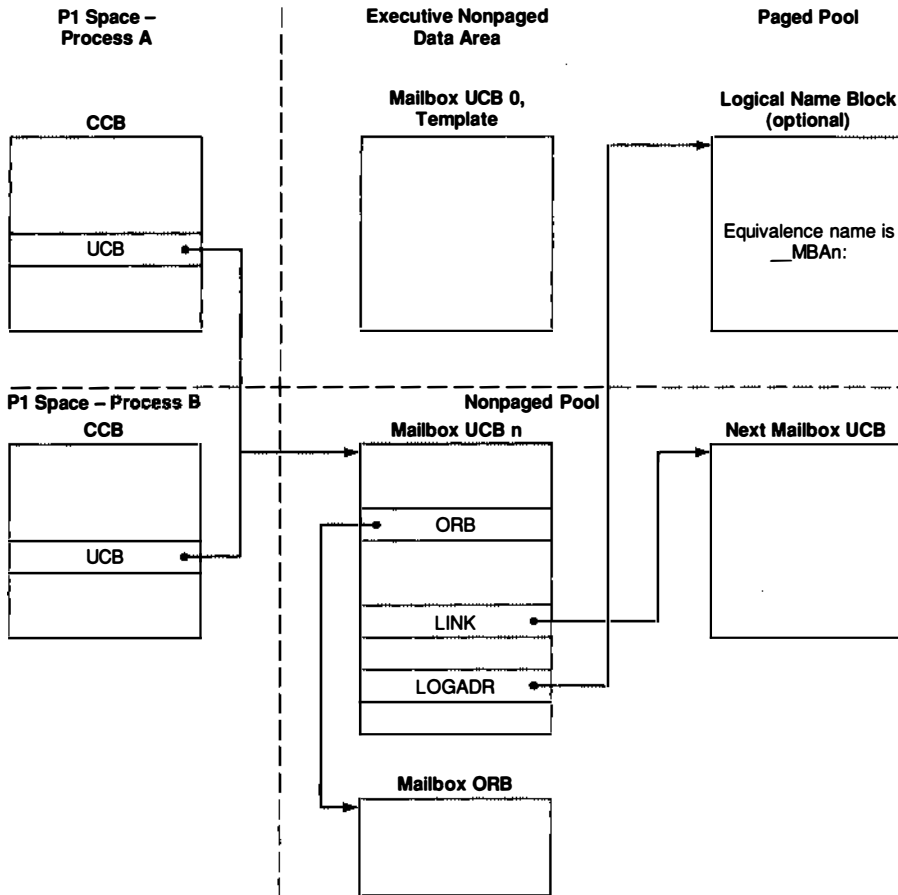 P1 Space –
Process A
Executive Nonpaged
Data Area
Paged Pool
CCB
Mailbox UCB 0,
Template
Logical Name Block
(optional)
UCB
Equivalence name is
__MBAn:
P1 Space – Process B
Nonpaged Pool
CCB
Mailbox UCB n
Next Mailbox UCB
ORB
UCB
LINK
LOGADR
Mailbox ORB